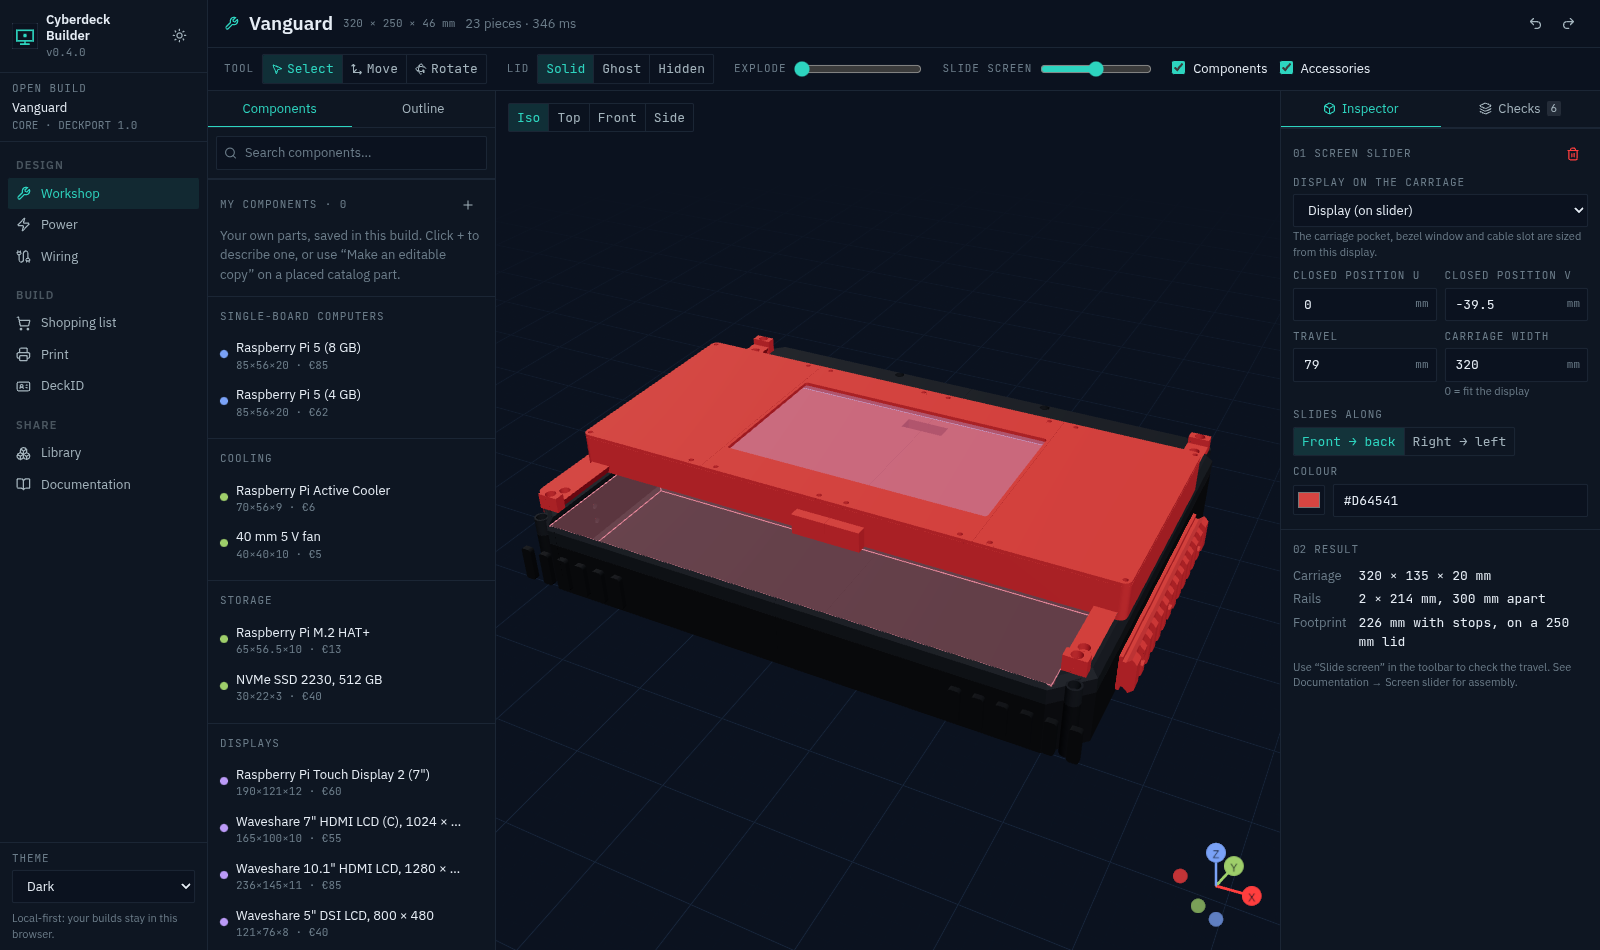 Cyberdeck
Builder
v0.4.0
OPEN BUILD
Vanguard
CORE · DECKPORT 1.0
DESIGN
Workshop
Power
Wiring
BUILD
Shopping list
Print
DeckID
SHARE
Library
Documentation
THEME
Dark
Local-first: your builds stay in this
browser.
Vanguard 320 × 250 × 46 mm 23 pieces · 346 ms
TOOL Select Move Rotate LID Solid Ghost Hidden EXPLODE SLIDE SCREEN Components Accessories
Components Outline
Search components...
MY COMPONENTS · 0 +
Your own parts, saved in this build. Click + to
describe one, or use “Make an editable
copy” on a placed catalog part.
SINGLE-BOARD COMPUTERS
Raspberry Pi 5 (8 GB)
85×56×20 · €85
Raspberry Pi 5 (4 GB)
85×56×20 · €62
COOLING
Raspberry Pi Active Cooler
70×56×9 · €6
40 mm 5 V fan
40×40×10 · €5
STORAGE
Raspberry Pi M.2 HAT+
65×56.5×10 · €13
NVMe SSD 2230, 512 GB
30×22×3 · €40
DISPLAYS
Raspberry Pi Touch Display 2 (7")
190×121×12 · €60
Waveshare 7" HDMI LCD (C), 1024 × ...
165×100×10 · €55
Waveshare 10.1" HDMI LCD, 1280 × ...
236×145×11 · €85
Waveshare 5" DSI LCD, 800 × 480
121×76×8 · €40
Iso Top Front Side
Z
Y
X
Inspector Checks 6
01 SCREEN SLIDER
DISPLAY ON THE CARRIAGE
Display (on slider)
The carriage pocket, bezel window and cable slot are sized
from this display.
CLOSED POSITION U CLOSED POSITION V
0 mm -39.5 mm
TRAVEL CARRIAGE WIDTH
79 mm 320 mm
0 = fit the display
SLIDES ALONG
Front → back Right → left
COLOUR
#D64541
02 RESULT
Carriage 320 × 135 × 20 mm
Rails 2 × 214 mm, 300 mm apart
Footprint 226 mm with stops, on a 250
mm lid
Use “Slide screen” in the toolbar to check the travel. See
Documentation → Screen slider for assembly.